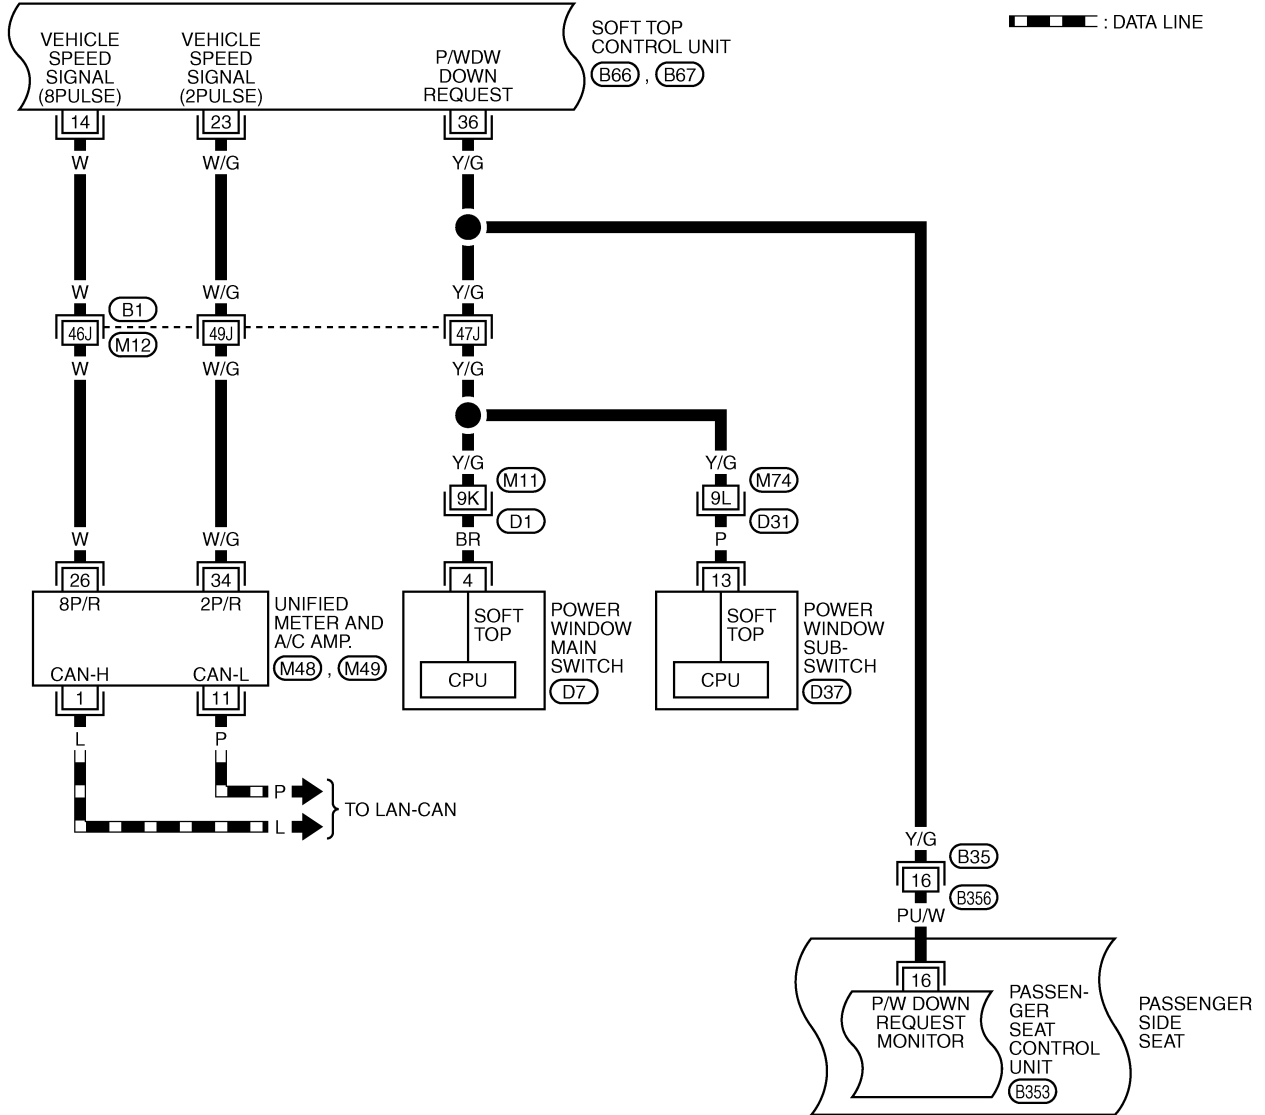 SOFT TOP
CONTROL UNIT
B66 , B67
: DATA LINE
VEHICLE
SPEED
SIGNAL
(8PULSE)
VEHICLE
SPEED
SIGNAL
(2PULSE)
P/WDW
DOWN
REQUEST
14
23
36
W
W/G
Y/G
W
W/G
Y/G
B1
46J
49J
47J
M12
W
W/G
Y/G
Y/G
Y/G
M11
M74
9K
9L
D1
D31
W
W/G
BR
P
26
34
4
13
8P/R
2P/R
CAN-H
CAN-L
UNIFIED
METER AND
A/C AMP.
M48 , M49
SOFT
TOP
CPU
POWER
WINDOW
MAIN
SWITCH
D7
SOFT
TOP
CPU
POWER
WINDOW
SUB-
SWITCH
D37
1
11
L
P
P
L
TO LAN-CAN
Y/G
B35
16
B356
PU/W
16
P/W DOWN
REQUEST
MONITOR
PASSEN-
GER
SEAT
CONTROL
UNIT
B353
PASSENGER
SIDE
SEAT